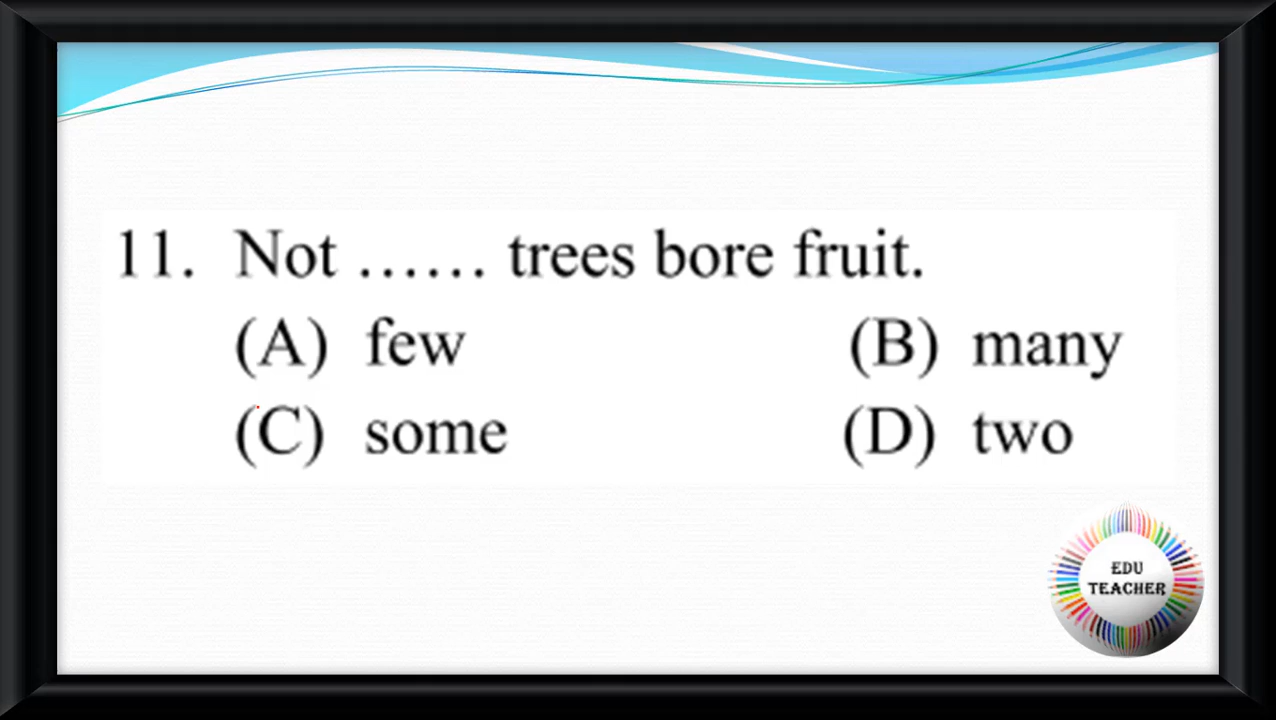 11. Not ...... trees bore fruit.
(A) few (B) many
(C) some (D) two
EDU
TEACHER